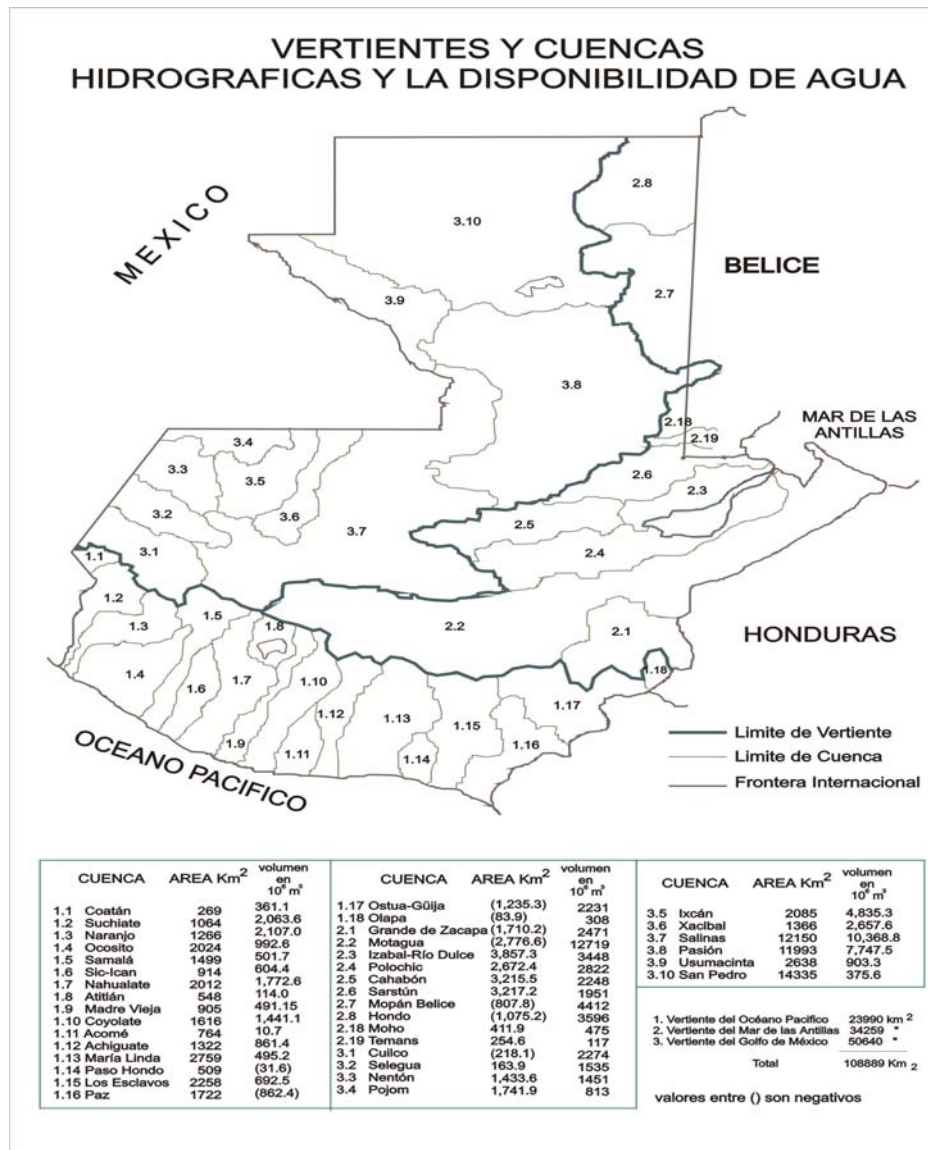 VERTIENTES Y CUENCAS
HIDROGRAFICAS Y LA DISPONIBILIDAD DE AGUA
MEXICO
2.8
3.10
BELICE
2.7
3.9
3.8
MAR DE LAS
ANTILLAS
2.18
2.19
3.4
3.3
2.6
3.5
2.3
3.6
3.2
2.5
3.7
2.4
3.1
1.1
1.2
1.5
1.8
1.3
2.2
2.1
HONDURAS
1.18
1.4
1.6
1.7
1.10
1.17
1.12
1.13
1.15
1.9
1.11
1.14
1.16
OCEANO PACIFICO
Limite de Vertiente
Limite de Cuenca
Frontera Internacional
CUENCA AREA Km2 volumen en 10⁶ m³
1.1 Coatán 269 361.1
1.2 Suchiate 1064 2,063.6
1.3 Naranjo 1266 2,107.0
1.4 Ocosito 2024 992.6
1.5 Samalá 1499 501.7
1.6 Sic-Ican 914 604.4
1.7 Nahualate 2012 1,772.6
1.8 Atitlán 548 114.0
1.9 Madre Vieja 905 491.15
1.10 Coyolate 1616 1,441.1
1.11 Acomé 764 10.7
1.12 Achiguate 1322 861.4
1.13 María Linda 2759 495.2
1.14 Paso Hondo 509 (31.6)
1.15 Los Esclavos 2258 692.5
1.16 Paz 1722 (862.4)
CUENCA AREA Km2 volumen en 10⁶ m³
1.17 Ostua-Güija (1,235.3) 2231
1.18 Olapa (83.9) 308
2.1 Grande de Zacapa (1,710.2) 2471
2.2 Motagua (2,776.6) 12719
2.3 Izabal-Río Dulce 3,857.3 3448
2.4 Polochic 2,672.4 2822
2.5 Cahabón 3,215.5 2248
2.6 Sarstún 3,217.2 1951
2.7 Mopán Belice (807.8) 4412
2.8 Hondo (1,075.2) 3596
2.18 Moho 411.9 475
2.19 Temans 254.6 117
3.1 Cuilco (218.1) 2274
3.2 Selegua 163.9 1535
3.3 Nentón 1,433.6 1451
3.4 Pojom 1,741.9 813
CUENCA AREA Km2 volumen en 10⁶ m³
3.5 Ixcán 2085 4,835.3
3.6 Xaclbal 1366 2,657.6
3.7 Salinas 12150 10,368.8
3.8 Pasión 11993 7,747.5
3.9 Usumacinta 2638 903.3
3.10 San Pedro 14335 375.6
1. Vertiente del Océano Pacifico 23990 km 2
2. Vertiente del Mar de las Antillas 34259 "
3. Vertiente del Golfo de México 50640 "
Total 108889 Km 2
valores entre () son negativos